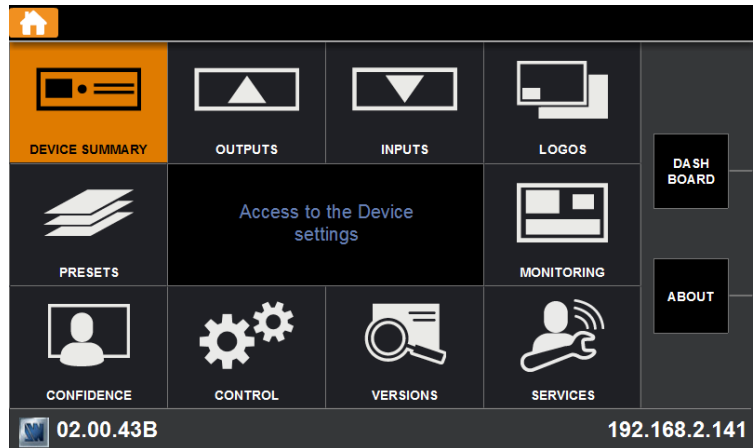 DEVICE SUMMARY
OUTPUTS
INPUTS
LOGOS
DASH
BOARD
PRESETS
Access to the Device
settings
MONITORING
ABOUT
CONFIDENCE
CONTROL
VERSIONS
SERVICES
02.00.43B
192.168.2.141